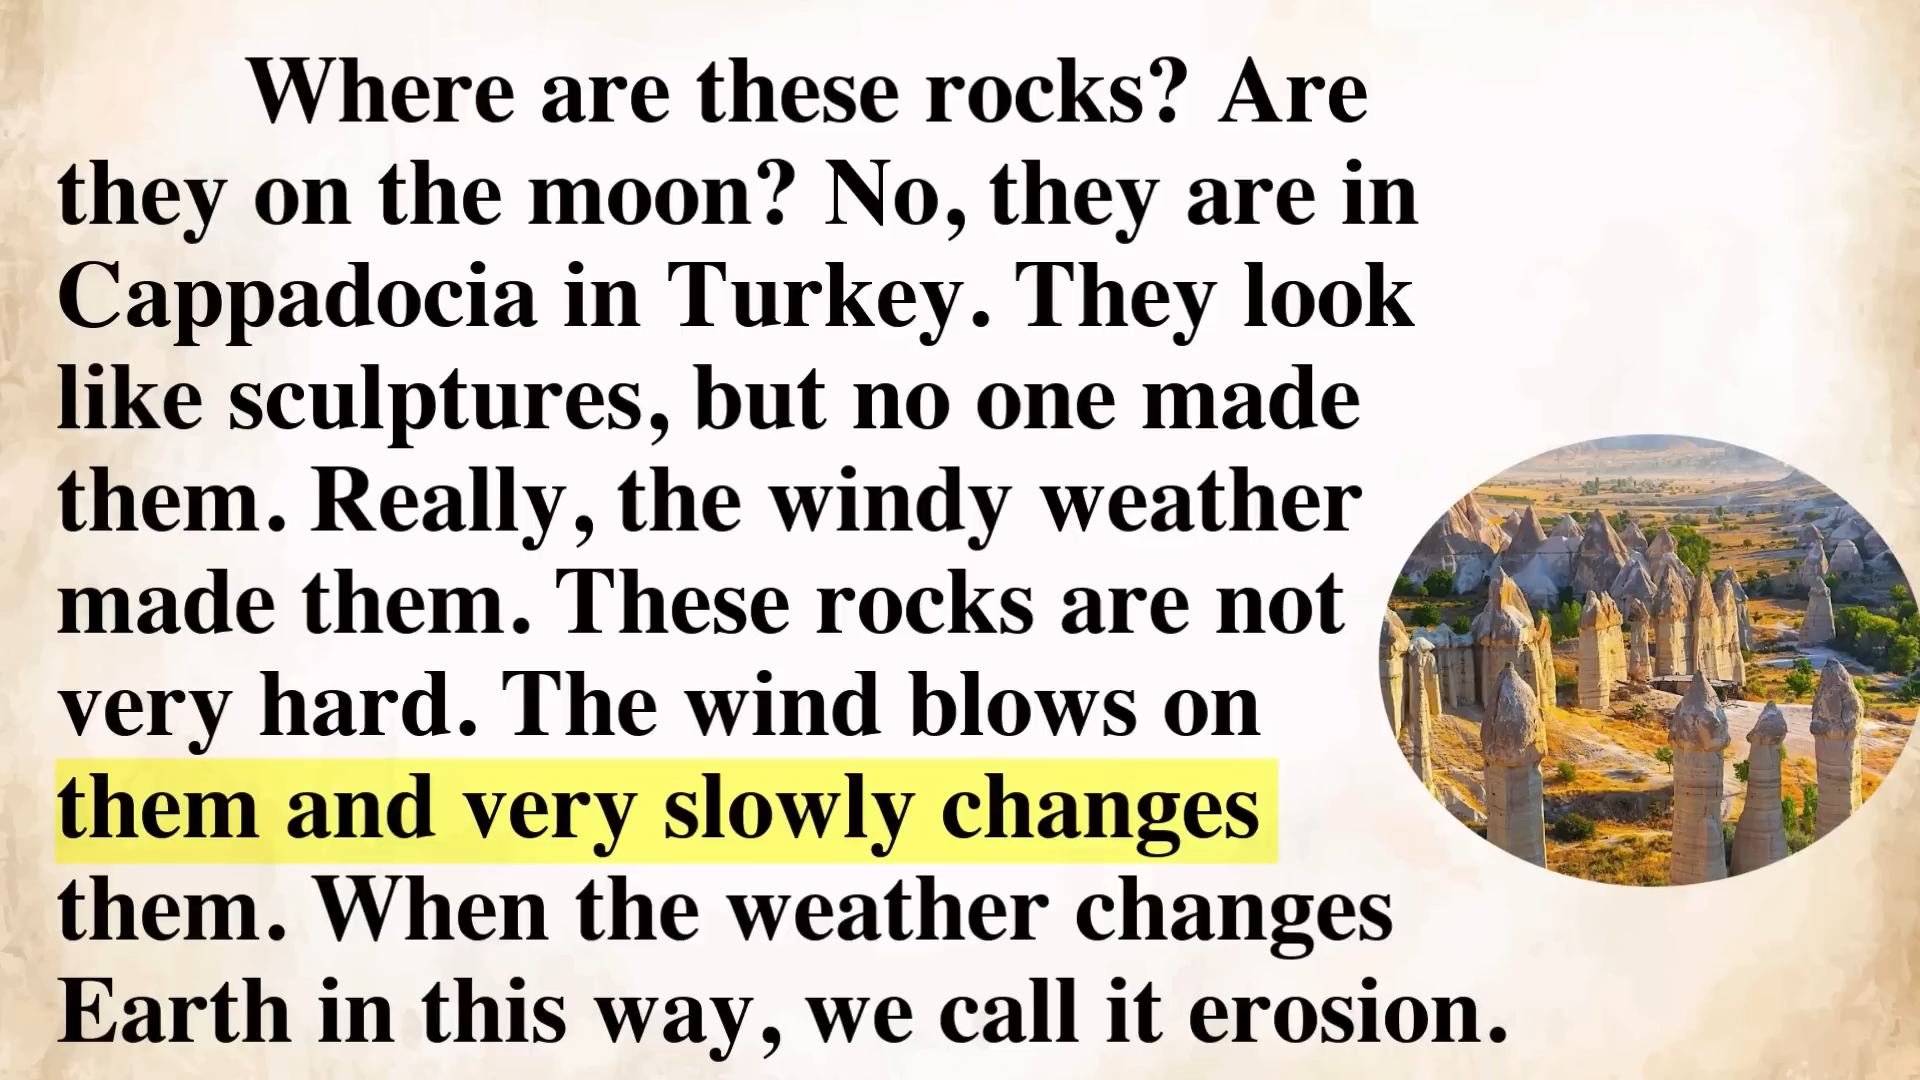 Where are these rocks? Are
they on the moon? No, they are in
Cappadocia in Turkey. They look
like sculptures, but no one made
them. Really, the windy weather
made them. These rocks are not
very hard. The wind blows on
them and very slowly changes
them. When the weather changes
Earth in this way, we call it erosion.